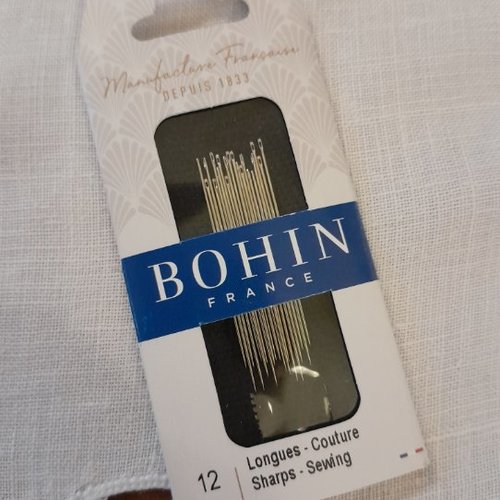 Manufacture Française
DEPUIS 1833
BOHIN
FRANCE
12
Longues - Couture
Sharps - Sewing